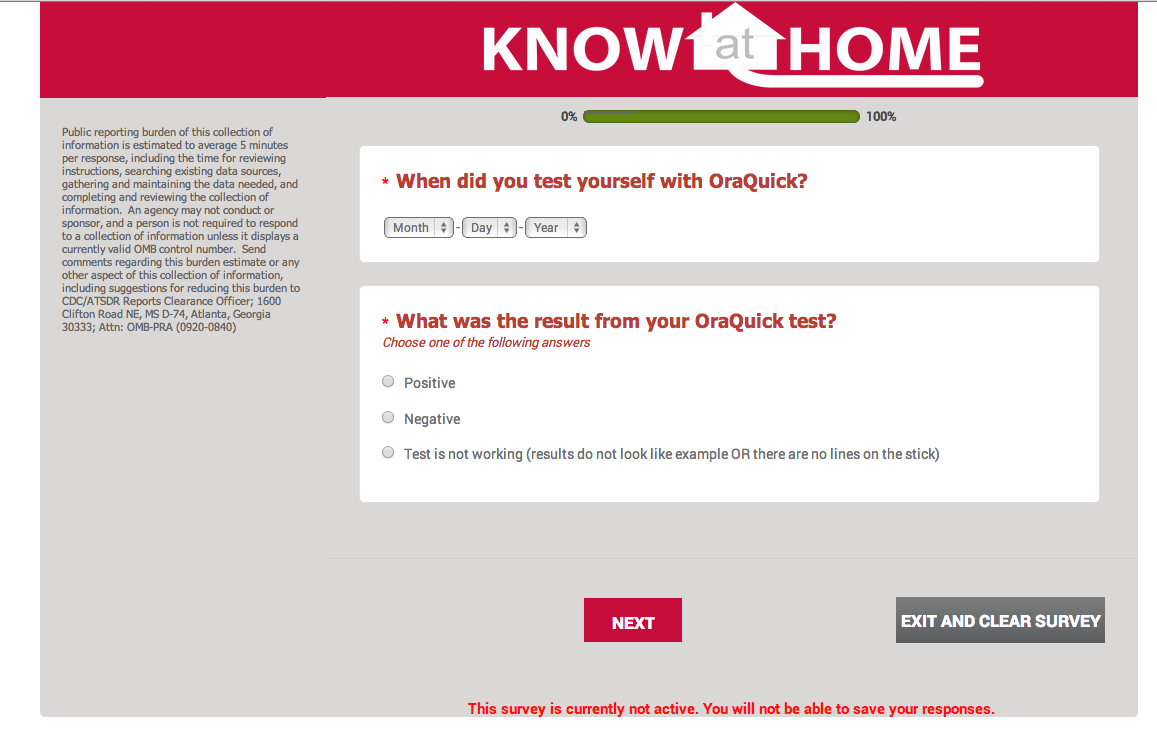 KNOW at HOME
0% 100%
Public reporting burden of this collection of
information is estimated to average 5 minutes
per response, including the time for reviewing
instructions, searching existing data sources,
gathering and maintaining the data needed, and
completing and reviewing the collection of
information.  An agency may not conduct or
sponsor, and a person is not required to respond
to a collection of information unless it displays a
currently valid OMB control number.  Send
comments regarding this burden estimate or any
other aspect of this collection of information,
including suggestions for reducing this burden to
CDC/ATSDR Reports Clearance Officer; 1600
Clifton Road NE, MS D-74, Atlanta, Georgia
30333; Attn: OMB-PRA (0920-0840)
* When did you test yourself with OraQuick?
Month - Day - Year
* What was the result from your OraQuick test?
Choose one of the following answers
Positive
Negative
Test is not working (results do not look like example OR there are no lines on the stick)
NEXT
EXIT AND CLEAR SURVEY
This survey is currently not active. You will not be able to save your responses.